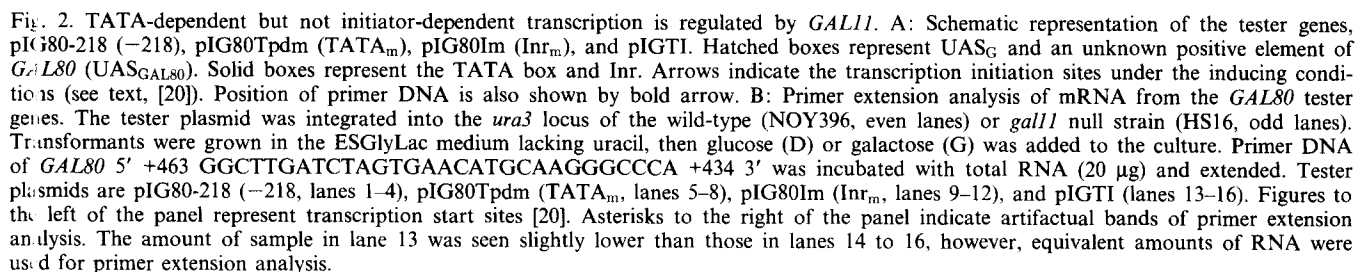 Fig. 2. TATA-dependent but not initiator-dependent transcription is regulated by GAL11. A: Schematic representation of the tester genes,
pIG80-218 (−218), pIG80Tpdm (TATAm), pIG80Im (Inrm), and pIGTI. Hatched boxes represent UASG and an unknown positive element of
GAL80 (UASGAL80). Solid boxes represent the TATA box and Inr. Arrows indicate the transcription initiation sites under the inducing condi-
tions (see text, [20]). Position of primer DNA is also shown by bold arrow. B: Primer extension analysis of mRNA from the GAL80 tester
genes. The tester plasmid was integrated into the ura3 locus of the wild-type (NOY396, even lanes) or gal11 null strain (HS16, odd lanes).
Transformants were grown in the ESGlyLac medium lacking uracil, then glucose (D) or galactose (G) was added to the culture. Primer DNA
of GAL80 5′ +463 GGCTTGATCTAGTGAACATGCAAGGGCCCA +434 3′ was incubated with total RNA (20 μg) and extended. Tester
plasmids are pIG80-218 (−218, lanes 1–4), pIG80Tpdm (TATAm, lanes 5–8), pIG80Im (Inrm, lanes 9–12), and pIGTI (lanes 13–16). Figures to
the left of the panel represent transcription start sites [20]. Asterisks to the right of the panel indicate artifactual bands of primer extension
analysis. The amount of sample in lane 13 was seen slightly lower than those in lanes 14 to 16, however, equivalent amounts of RNA were
used for primer extension analysis.